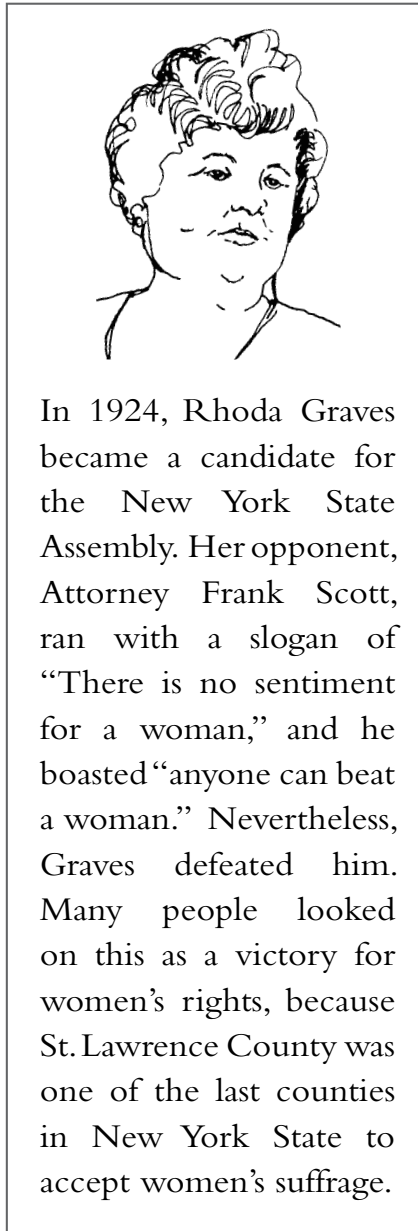 In 1924, Rhoda Graves
became a candidate for
the New York State
Assembly. Her opponent,
Attorney Frank Scott,
ran with a slogan of
“There is no sentiment
for a woman,” and he
boasted “anyone can beat
a woman.” Nevertheless,
Graves defeated him.
Many people looked
on this as a victory for
women’s rights, because
St. Lawrence County was
one of the last counties
in New York State to
accept women’s suffrage.